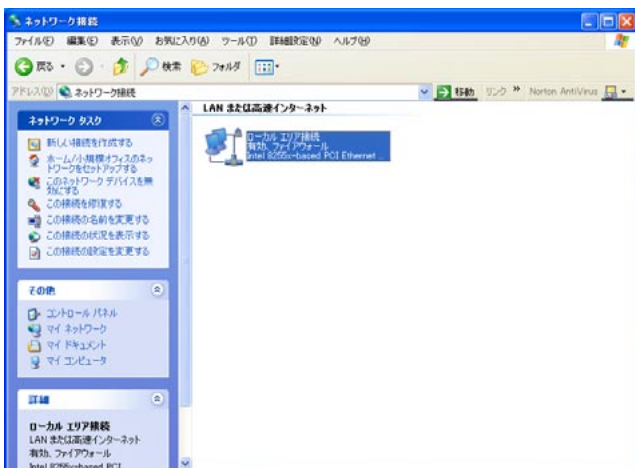 ネットワーク接続
ファイル(F) 編集(E) 表示(V) お気に入り(A) ツール(T) 詳細設定(N) ヘルプ(H)
戻る 検索 フォルダ
アドレス(D) ネットワーク接続 移動 リンク » Norton AntiVirus
ネットワーク タスク
新しい接続を作成する
ホーム/小規模オフィスのネッ
トワークをセットアップする
このネットワーク デバイスを無
効にする
この接続を修復する
この接続の名前を変更する
この接続の状況を表示する
この接続の設定を変更する
その他
コントロール パネル
マイ ネットワーク
マイ ドキュメント
マイ コンピュータ
詳細
ローカル エリア接続
LAN または高速インターネット
有効、ファイアウォール
Intel 8255x-based PCI
LAN または高速インターネット
ローカル エリア接続
有効、ファイアウォール
Intel 8255x-based PCI Ethernet ...